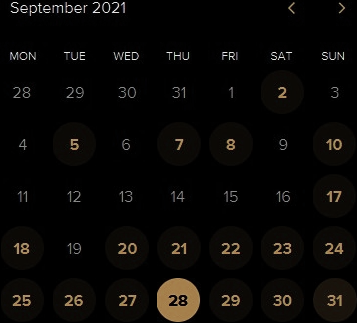 September 2021
MON TUE WED THU FRI SAT SUN
28 29 30 31 1 2 3
4 5 6 7 8 9 10
11 12 13 14 15 16 17
18 19 20 21 22 23 24
25 26 27 28 29 30 31